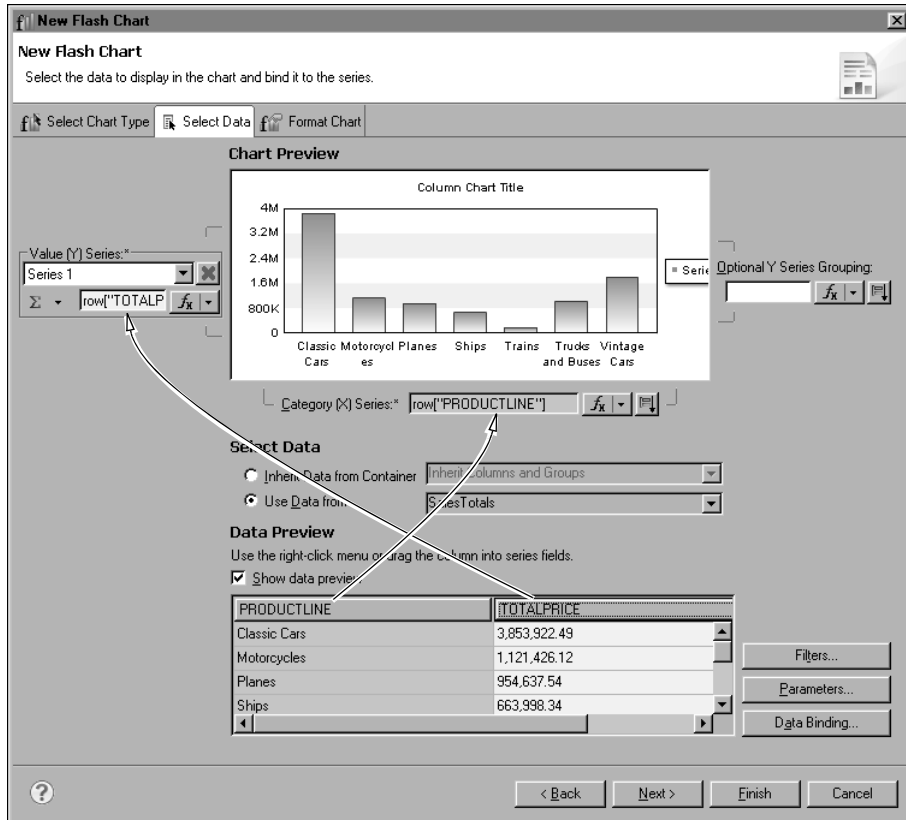 New Flash Chart
New Flash Chart
Select the data to display in the chart and bind it to the series.
Select Chart Type
Select Data
Format Chart
Chart Preview
Column Chart Title
4M
3.2M
2.4M
1.6M
800K
0
Classic Cars
Motorcycl es
Planes
Ships
Trains
Trucks and Buses
Vintage Cars
Serie
Value (Y) Series:*
Series 1
Σ
row["TOTALP
fx
Optional Y Series Grouping:
fx
Category (X) Series:*
row["PRODUCTLINE"]
fx
Select Data
Inherit Data from Container
Inherit Columns and Groups
Use Data from
SalesTotals
Data Preview
Use the right-click menu or drag the column into series fields.
Show data preview
PRODUCTLINE TOTALPRICE
Classic Cars 3,853,922.49
Motorcycles 1,121,426.12
Planes 954,637.54
Ships 663,998.34
Filters...
Parameters...
Data Binding...
?
< Back
Next >
Finish
Cancel